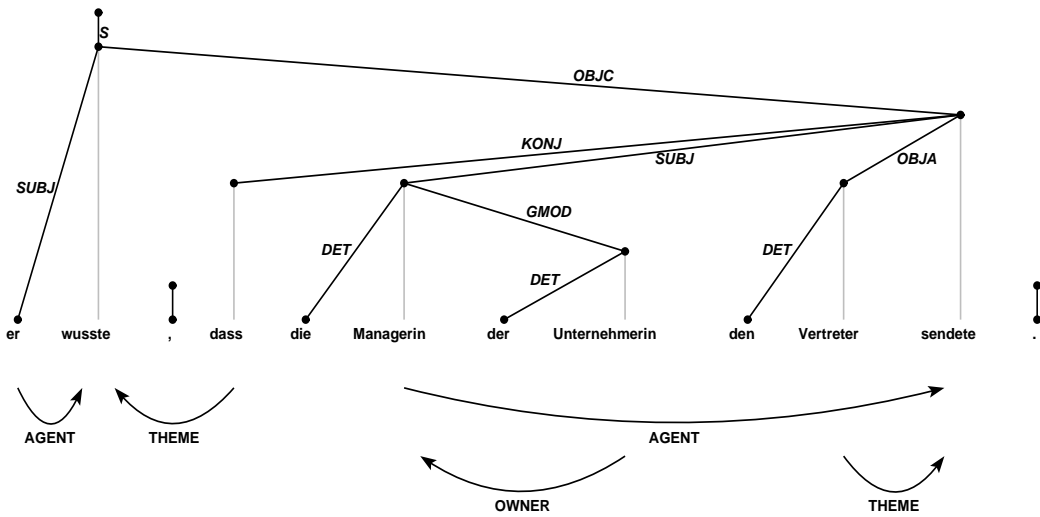 S
OBJC
KONJ
SUBJ
OBJA
SUBJ
GMOD
DET
DET
DET
er wusste , dass die Managerin der Unternehmerin den Vertreter sendete .
AGENT THEME AGENT
OWNER THEME